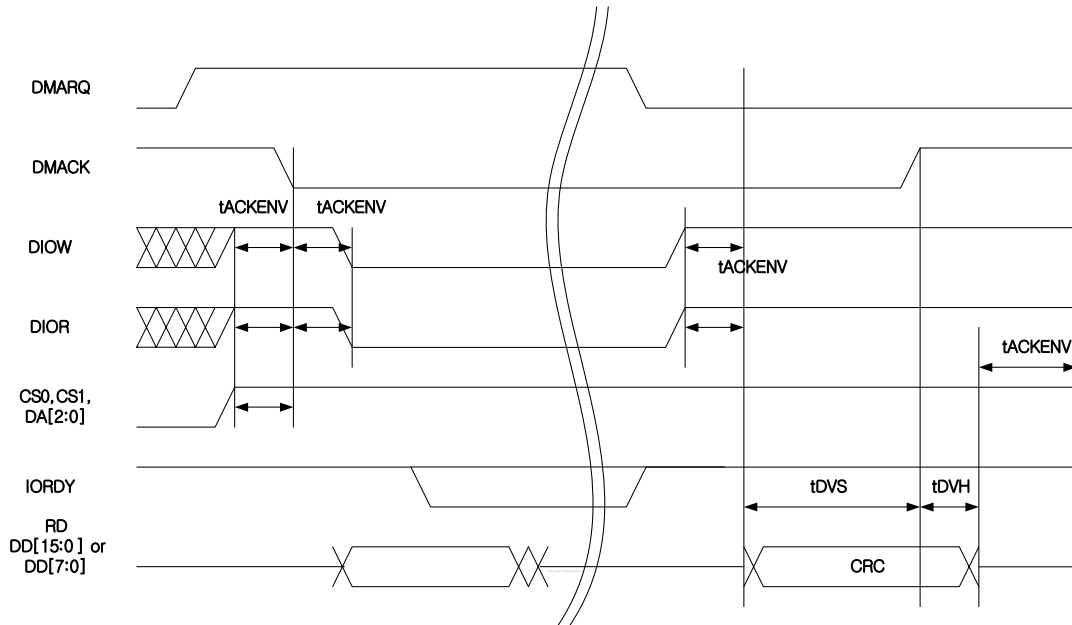 DMARQ
DMACK
tACKENV
tACKENV
DIOW
tACKENV
DIOR
tACKENV
CS0, CS1,
DA[2:0]
IORDY
tDVS
tDVH
RD
DD[15:0] or
DD[7:0]
CRC